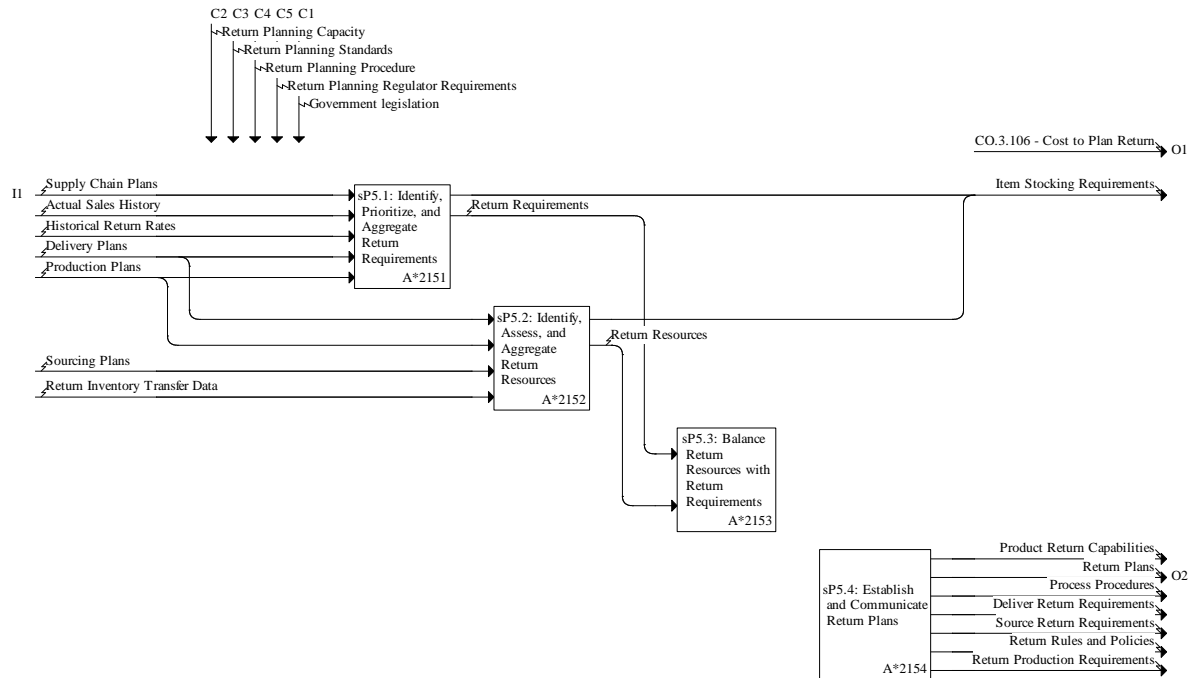 C2 C3 C4 C5 C1
Return Planning Capacity
Return Planning Standards
Return Planning Procedure
Return Planning Regulator Requirements
Government legislation
CO.3.106 - Cost to Plan Return
O1
I1
Supply Chain Plans
Item Stocking Requirements
Actual Sales History
Historical Return Rates
Delivery Plans
Production Plans
sP5.1: Identify,
Prioritize, and
Aggregate
Return
Requirements
A*2151
Return Requirements
sP5.2: Identify,
Assess, and
Aggregate
Return
Resources
A*2152
Return Resources
Sourcing Plans
Return Inventory Transfer Data
sP5.3: Balance
Return
Resources with
Return
Requirements
A*2153
sP5.4: Establish
and Communicate
Return Plans
A*2154
Product Return Capabilities
Return Plans
O2
Process Procedures
Deliver Return Requirements
Source Return Requirements
Return Rules and Policies
Return Production Requirements